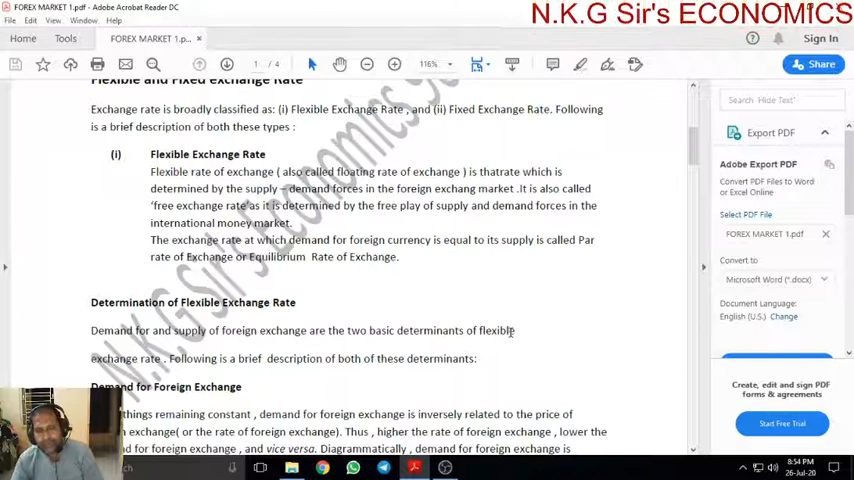 FOREX MARKET 1.pdf - Adobe Acrobat Reader DC
N.K.G Sir's ECONOMICS
File Edit View Window Help
Home Tools FOREX MARKET 1.p... × Sign In
1 / 4 116% Share
Flexible and Fixed Exchange Rate
Exchange rate is broadly classified as: (i) Flexible Exchange Rate , and (ii) Fixed Exchange Rate. Following
is a brief description of both these types :
(i) Flexible Exchange Rate
Flexible rate of exchange ( also called floating rate of exchange ) is thatrate which is
determined by the supply – demand forces in the foreign exchang market .It is also called
'free exchange rate'as it is determined by the free play of supply and demand forces in the
international money market.
The exchange rate at which demand for foreign currency is equal to its supply is called Par
rate of Exchange or Equilibrium Rate of Exchange.
Determination of Flexible Exchange Rate
Demand for and supply of foreign exchange are the two basic determinants of flexible
exchange rate . Following is a brief description of both of these determinants:
Demand for Foreign Exchange
things remaining constant , demand for foreign exchange is inversely related to the price of
exchange( or the rate of foreign exchange). Thus , higher the rate of foreign exchange , lower the
for foreign exchange , and vice versa. Diagrammatically , demand for foreign exchange is
N.K.G Sir's Economics
Search 'Hide Text'
Export PDF
Adobe Export PDF
Convert PDF Files to Word
or Excel Online
Select PDF File
FOREX MARKET 1.pdf ×
Convert to
Microsoft Word (*.docx)
Document Language:
English (U.S.) Change
Create, edit and sign PDF
forms & agreements
Start Free Trial
8:54 PM
26-Jul-20